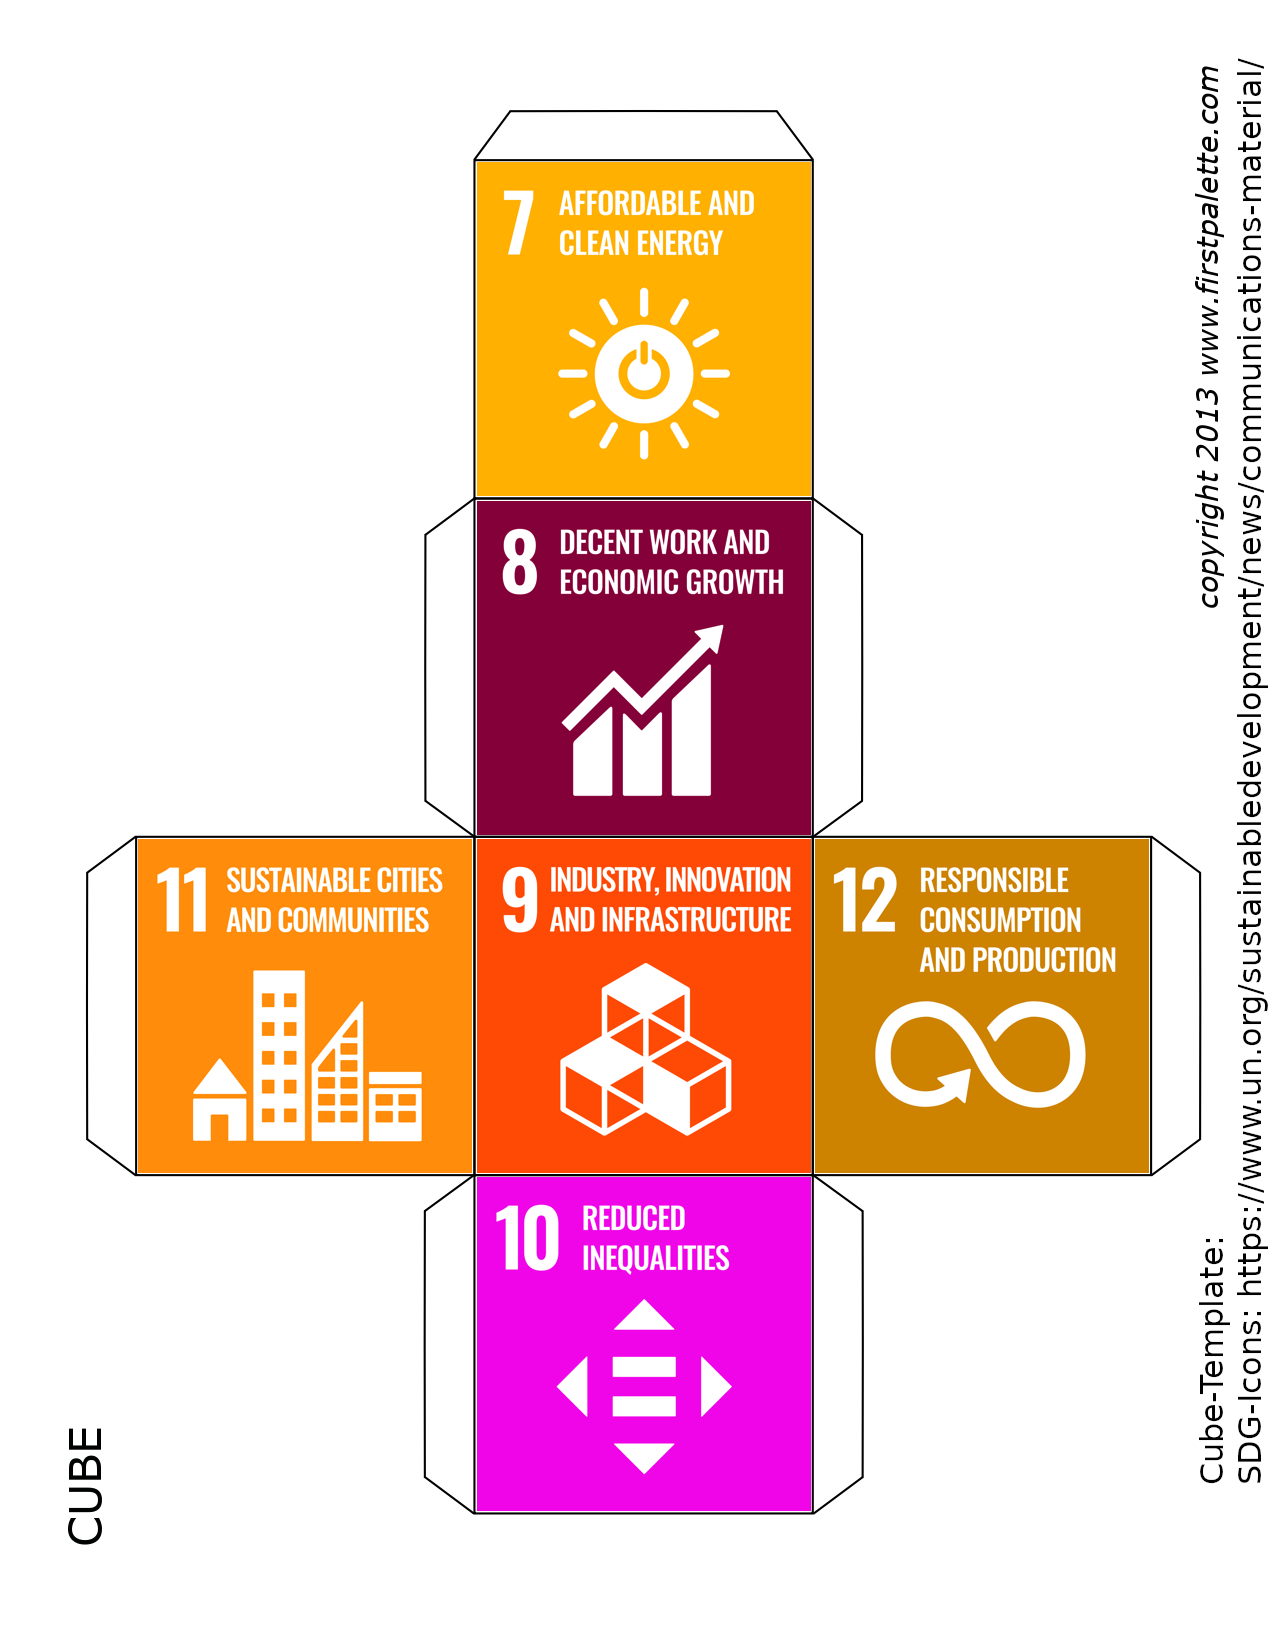 7 AFFORDABLE AND
CLEAN ENERGY
8 DECENT WORK AND
ECONOMIC GROWTH
11 SUSTAINABLE CITIES
AND COMMUNITIES
9 INDUSTRY, INNOVATION
AND INFRASTRUCTURE
12 RESPONSIBLE
CONSUMPTION
AND PRODUCTION
10 REDUCED
INEQUALITIES
CUBE
Cube-Template: copyright 2013 www.firstpalette.com
SDG-Icons: https://www.un.org/sustainabledevelopment/news/communications-material/